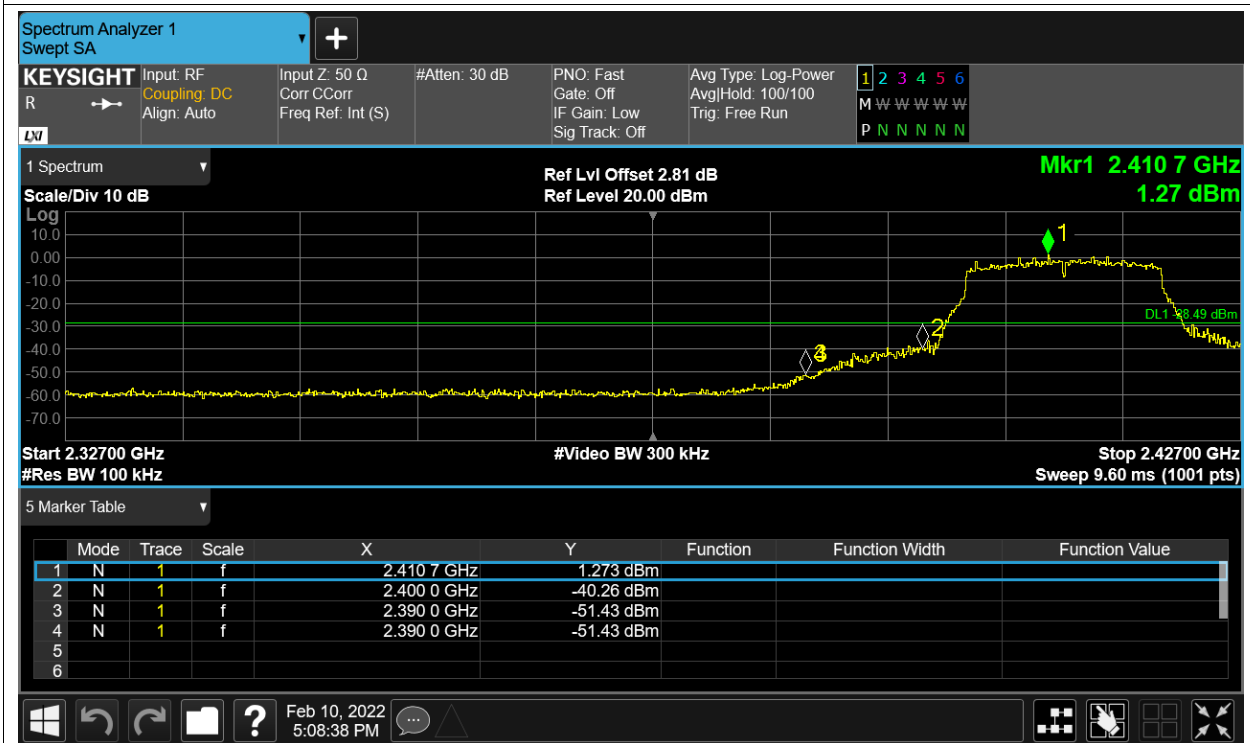 Spectrum Analyzer 1
Swept SA
KEYSIGHT
R
LXI
Input: RF
Coupling: DC
Align: Auto
Input Z: 50 Ω
Corr CCorr
Freq Ref: Int (S)
#Atten: 30 dB
PNO: Fast
Gate: Off
IF Gain: Low
Sig Track: Off
Avg Type: Log-Power
Avg|Hold: 100/100
Trig: Free Run
1 2 3 4 5 6
M W W W W W
P N N N N N
1 Spectrum
Scale/Div 10 dB
Ref Lvl Offset 2.81 dB
Ref Level 20.00 dBm
Mkr1 2.410 7 GHz
1.27 dBm
Log
10.0
0.00
-10.0
-20.0
-30.0
-40.0
-50.0
-60.0
-70.0
1
2
DL1 -28.49 dBm
Start 2.32700 GHz
#Res BW 100 kHz
#Video BW 300 kHz
Stop 2.42700 GHz
Sweep 9.60 ms (1001 pts)
5 Marker Table
Mode Trace Scale X Y Function Function Width Function Value
1 N 1 f 2.410 7 GHz 1.273 dBm
2 N 1 f 2.400 0 GHz -40.26 dBm
3 N 1 f 2.390 0 GHz -51.43 dBm
4 N 1 f 2.390 0 GHz -51.43 dBm
5
6
?
Feb 10, 2022
5:08:38 PM